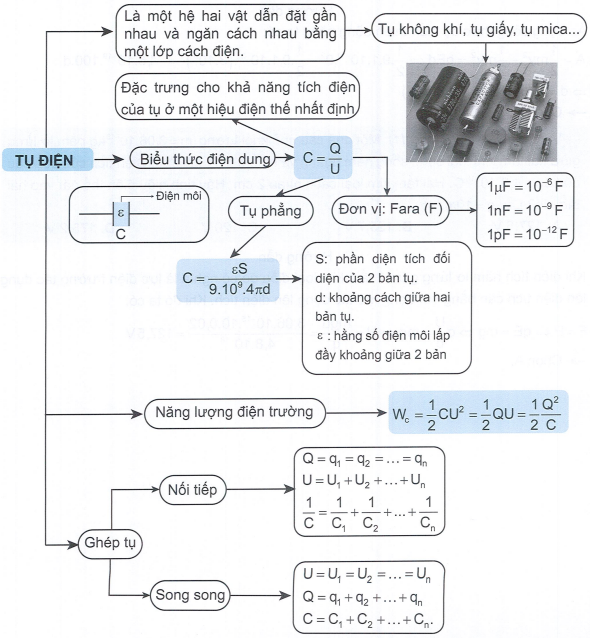 Là một hệ hai vật dẫn đặt gần
nhau và ngăn cách nhau bằng
một lớp cách điện.
Tụ không khí, tụ giấy, tụ mica...
Đặc trưng cho khả năng tích điện
của tụ ở một hiệu điện thế nhất định
TỤ ĐIỆN
Biểu thức điện dung
C = Q/U
Điện môi
ε
C
Tụ phẳng
Đơn vị: Fara (F)
1μF = 10⁻⁶ F
1nF = 10⁻⁹ F
1pF = 10⁻¹² F
C = εS/9.10⁹.4πd
S: phần diện tích đối
diện của 2 bản tụ.
d: khoảng cách giữa hai
bản tụ.
ε : hằng số điện môi lấp
đầy khoảng giữa 2 bản
Năng lượng điện trường
W꜀ = 1/2 CU² = 1/2 QU = 1/2 Q²/C
Ghép tụ
Nối tiếp
Q = q₁ = q₂ = ... = qₙ
U = U₁ + U₂ + ... + Uₙ
1/C = 1/C₁ + 1/C₂ + ... + 1/Cₙ
Song song
U = U₁ = U₂ = ... = Uₙ
Q = q₁ + q₂ + ... + qₙ
C = C₁ + C₂ + ... + Cₙ.